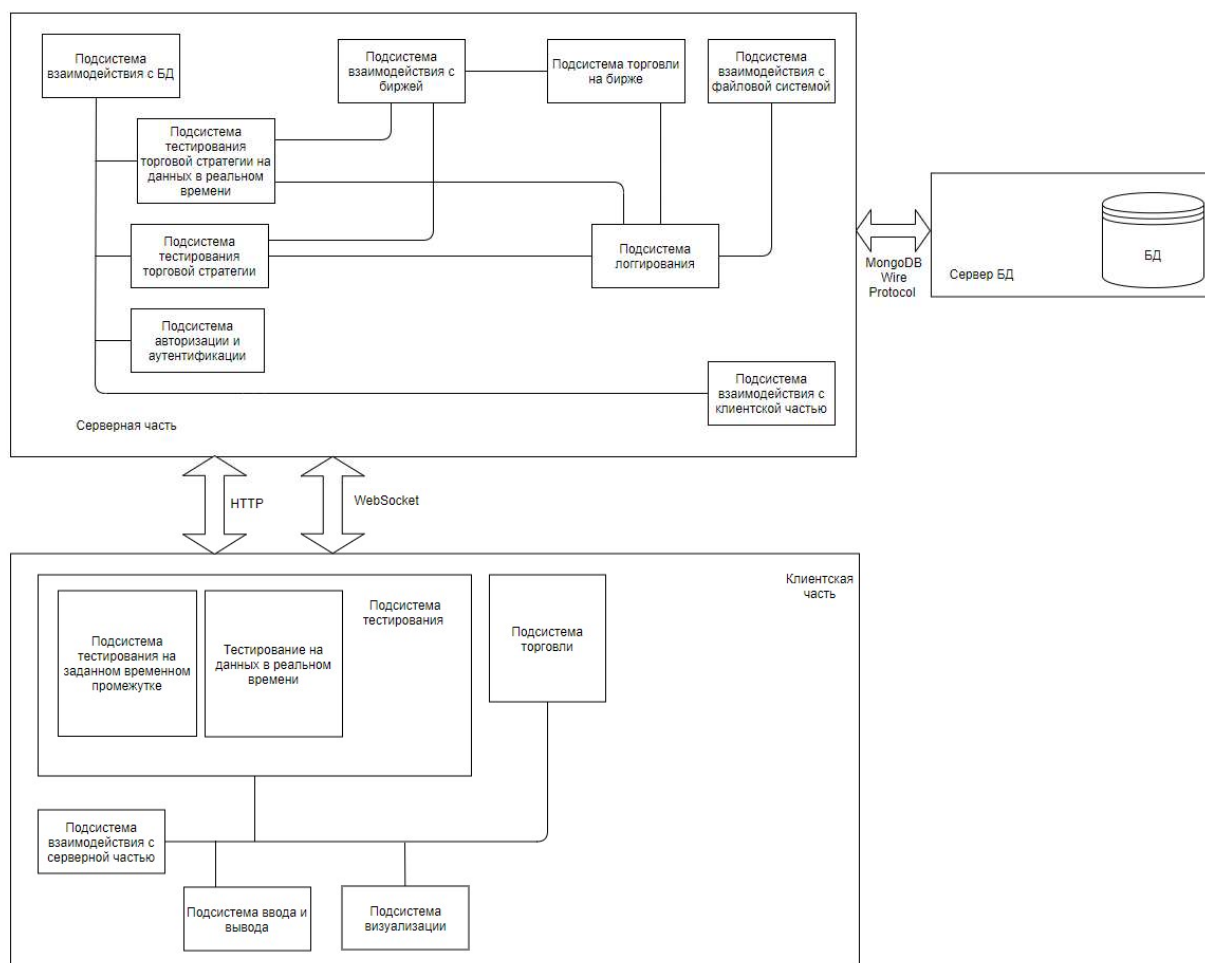 Подсистема
взаимодействия с БД
Подсистема
взаимодействия с
биржей
Подсистема торговли
на бирже
Подсистема
взаимодействия с
файловой системой
Подсистема
тестирования
торговой стратегии на
данных в реальном
времени
Подсистема
тестирования
торговой стратегии
Подсистема
логгирования
Подсистема
авторизации и
аутентификации
Подсистема
взаимодействия с
клиентской частью
Серверная часть
MongoDB
Wire
Protocol
Сервер БД
БД
HTTP
WebSocket
Клиентская
часть
Подсистема
тестирования
Подсистема
тестирования на
заданном временном
промежутке
Тестирование на
данных в реальном
времени
Подсистема
торговли
Подсистема
взаимодействия с
серверной частью
Подсистема ввода и
вывода
Подсистема
визуализации